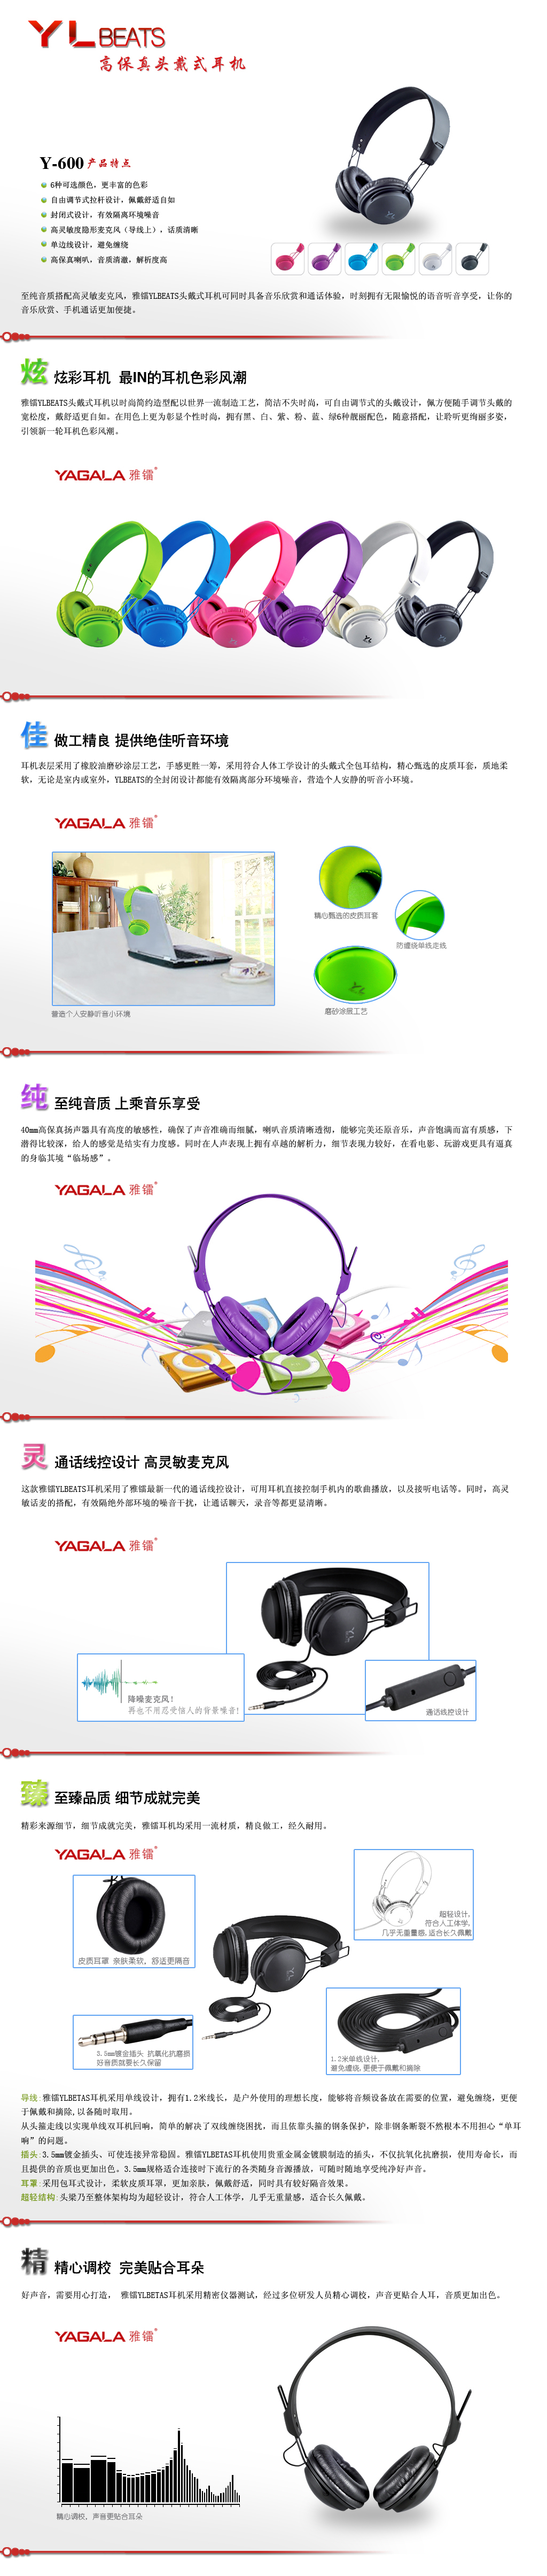 YLBEATS
高保真头戴式耳机
Y-600 产品特点
6种可选颜色，更丰富的色彩
自由调节式拉杆设计，佩戴舒适自如
封闭式设计，有效隔离环境噪音
高灵敏度隐形麦克风（导线上），话质清晰
单边线设计，避免缠绕
高保真喇叭，音质清澈，解析度高
至纯音质搭配高灵敏麦克风，雅镭YLBEATS头戴式耳机可同时具备音乐欣赏和通话体验，时刻拥有无限愉悦的语音听音享受，让你的
音乐欣赏、手机通话更加便捷。
炫 炫彩耳机 最IN的耳机色彩风潮
雅镭YLBEATS头戴式耳机以时尚简约造型配以世界一流制造工艺，简洁不失时尚，可自由调节式的头戴设计，佩方便随手调节头戴的
宽松度，戴舒适更自如。在用色上更为彰显个性时尚，拥有黑、白、紫、粉、蓝、绿6种靓丽配色，随意搭配，让聆听更绚丽多姿，
引领新一轮耳机色彩风潮。
YAGALA 雅镭®
佳 做工精良 提供绝佳听音环境
耳机表层采用了橡胶油磨砂涂层工艺，手感更胜一筹，采用符合人体工学设计的头戴式全包耳结构，精心甄选的皮质耳套，质地柔
软，无论是室内或室外，YLBEATS的全封闭设计都能有效隔离部分环境噪音，营造个人安静的听音小环境。
YAGALA 雅镭®
精心甄选的皮质耳套
防缠绕单线走线
磨砂涂层工艺
营造个人安静听音小环境
纯 至纯音质 上乘音乐享受
40mm高保真扬声器具有高度的敏感性，确保了声音准确而细腻，喇叭音质清晰透彻，能够完美还原音乐，声音饱满而富有质感，下
潜得比较深，给人的感觉是结实有力度感。同时在人声表现上拥有卓越的解析力，细节表现力较好，在看电影、玩游戏更具有逼真
的身临其境“临场感”。
YAGALA 雅镭®
灵 通话线控设计 高灵敏麦克风
这款雅镭YLBEATS耳机采用了雅镭最新一代的通话线控设计，可用耳机直接控制手机内的歌曲播放，以及接听电话等。同时，高灵
敏话麦的搭配，有效隔绝外部环境的噪音干扰，让通话聊天，录音等都更显清晰。
YAGALA 雅镭®
降噪麦克风！
再也不用忍受恼人的背景噪音！
通话线控设计
臻 至臻品质 细节成就完美
精彩来源细节，细节成就完美，雅镭耳机均采用一流材质，精良做工，经久耐用。
YAGALA 雅镭®
皮质耳罩 亲肤柔软，舒适更隔音
超轻设计，
符合人工体学，
几乎无重量感，适合长久佩戴
3.5mm镀金插头 抗氧化抗磨损
好音质就要长久保留
1.2米单线设计，
避免缠绕，更便于佩戴和摘除
导线：雅镭YLBETAS耳机采用单线设计，拥有1.2米线长，是户外使用的理想长度，能够将音频设备放在需要的位置，避免缠绕，更便
于佩戴和摘除,以备随时取用。
从头箍走线以实现单线双耳机回响，简单的解决了双线缠绕困扰，而且依靠头箍的钢条保护，除非钢条断裂不然根本不用担心“单耳
响”的问题。
插头：3.5mm镀金插头，可使连接异常稳固。雅镭YLBETAS耳机使用贵重金属金镀膜制造的插头，不仅抗氧化抗磨损，使用寿命长，而
且提供的音质也更加出色。3.5mm规格适合连接时下流行的各类随身音源播放，可随时随地享受纯净好声音。
耳罩：采用包耳式设计，柔软皮质耳罩，更加亲肤，佩戴舒适，同时具有较好隔音效果。
超轻结构：头梁乃至整体架构均为超轻设计，符合人工体学，几乎无重量感，适合长久佩戴。
精 精心调校 完美贴合耳朵
好声音，需要用心打造， 雅镭YLBETAS耳机采用精密仪器测试，经过多位研发人员精心调校，声音更贴合人耳，音质更加出色。
YAGALA 雅镭®
精心调校，声音更贴合耳朵